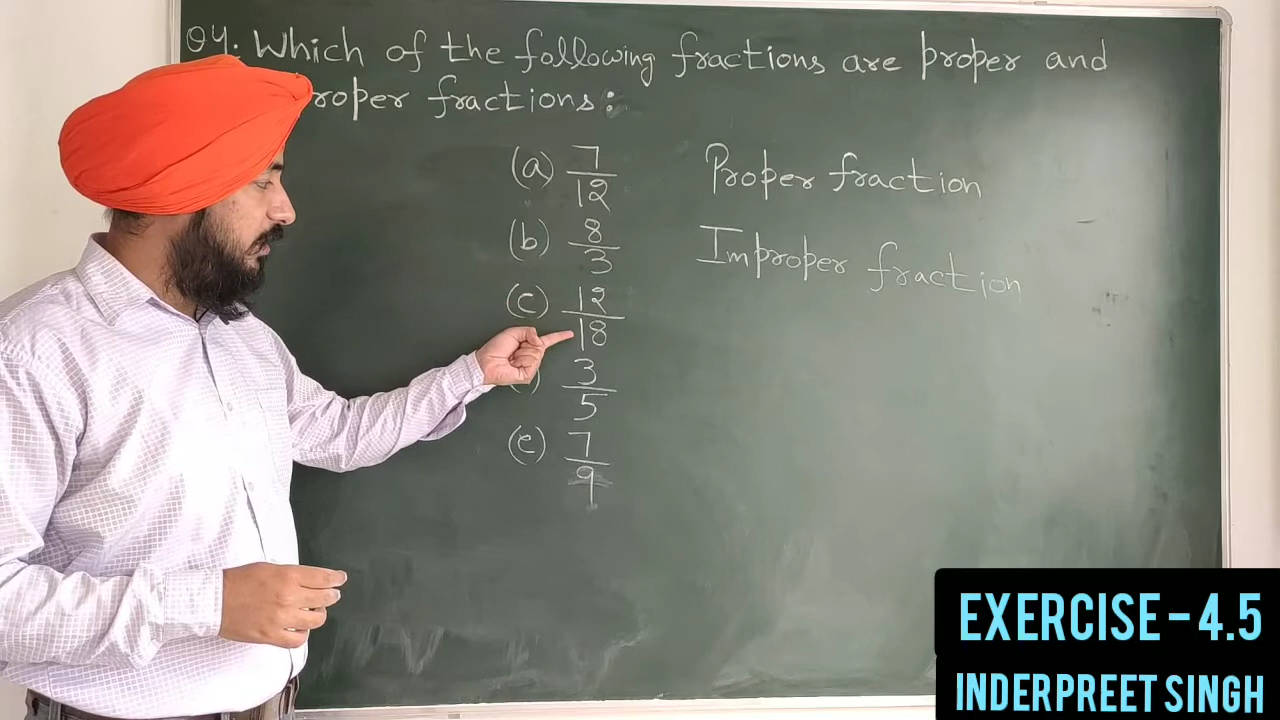 Q4. Which of the following fractions are proper and
roper fractions:
(a) 7/12
(b) 8/3
(c) 12/18
3/5
(e) 7/9
Proper fraction
Improper fraction
EXERCISE - 4.5
INDERPREET SINGH